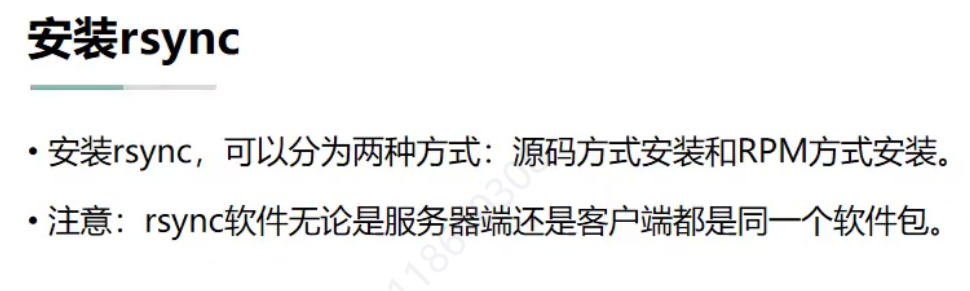 安装rsync
• 安装rsync，可以分为两种方式：源码方式安装和RPM方式安装。
• 注意：rsync软件无论是服务器端还是客户端都是同一个软件包。